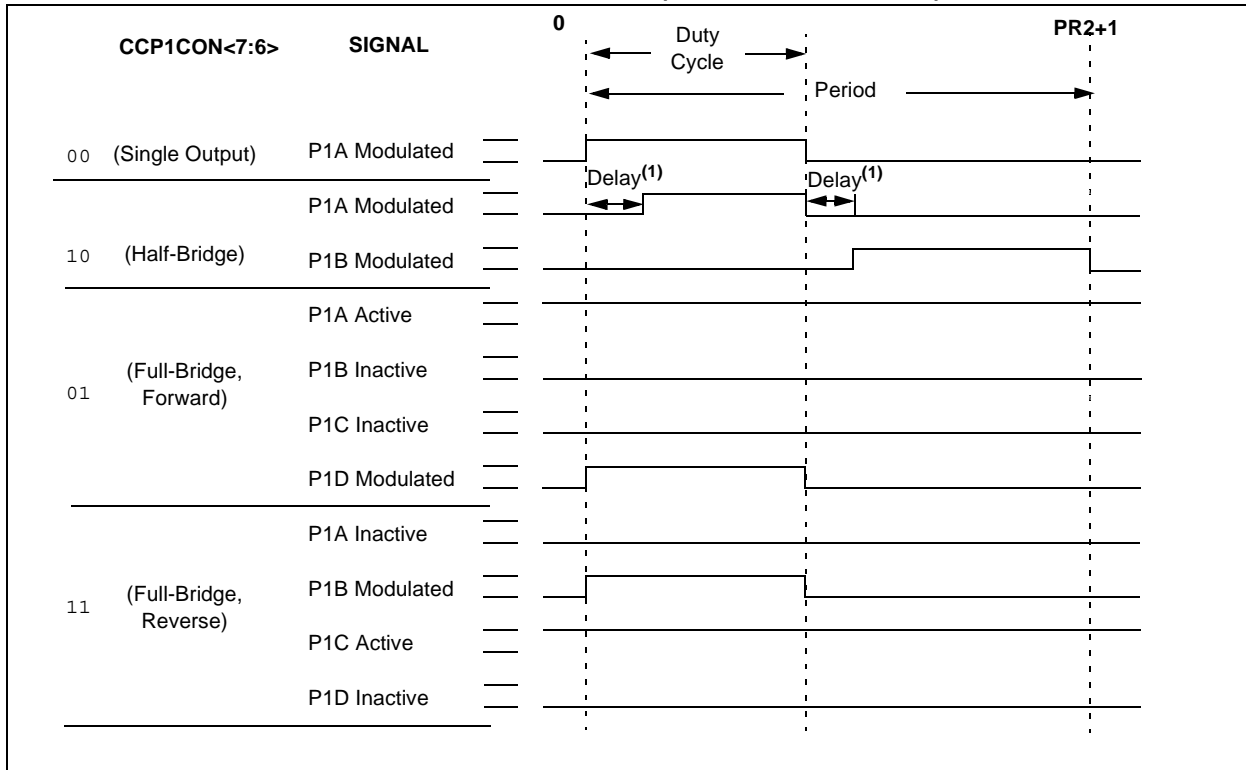 CCP1CON<7:6> SIGNAL 0 PR2+1
Duty
Cycle
Period
00 (Single Output) P1A Modulated
Delay(1) Delay(1)
P1A Modulated
10 (Half-Bridge) P1B Modulated
P1A Active
01 (Full-Bridge,
Forward)
P1B Inactive
P1C Inactive
P1D Modulated
P1A Inactive
11 (Full-Bridge,
Reverse)
P1B Modulated
P1C Active
P1D Inactive